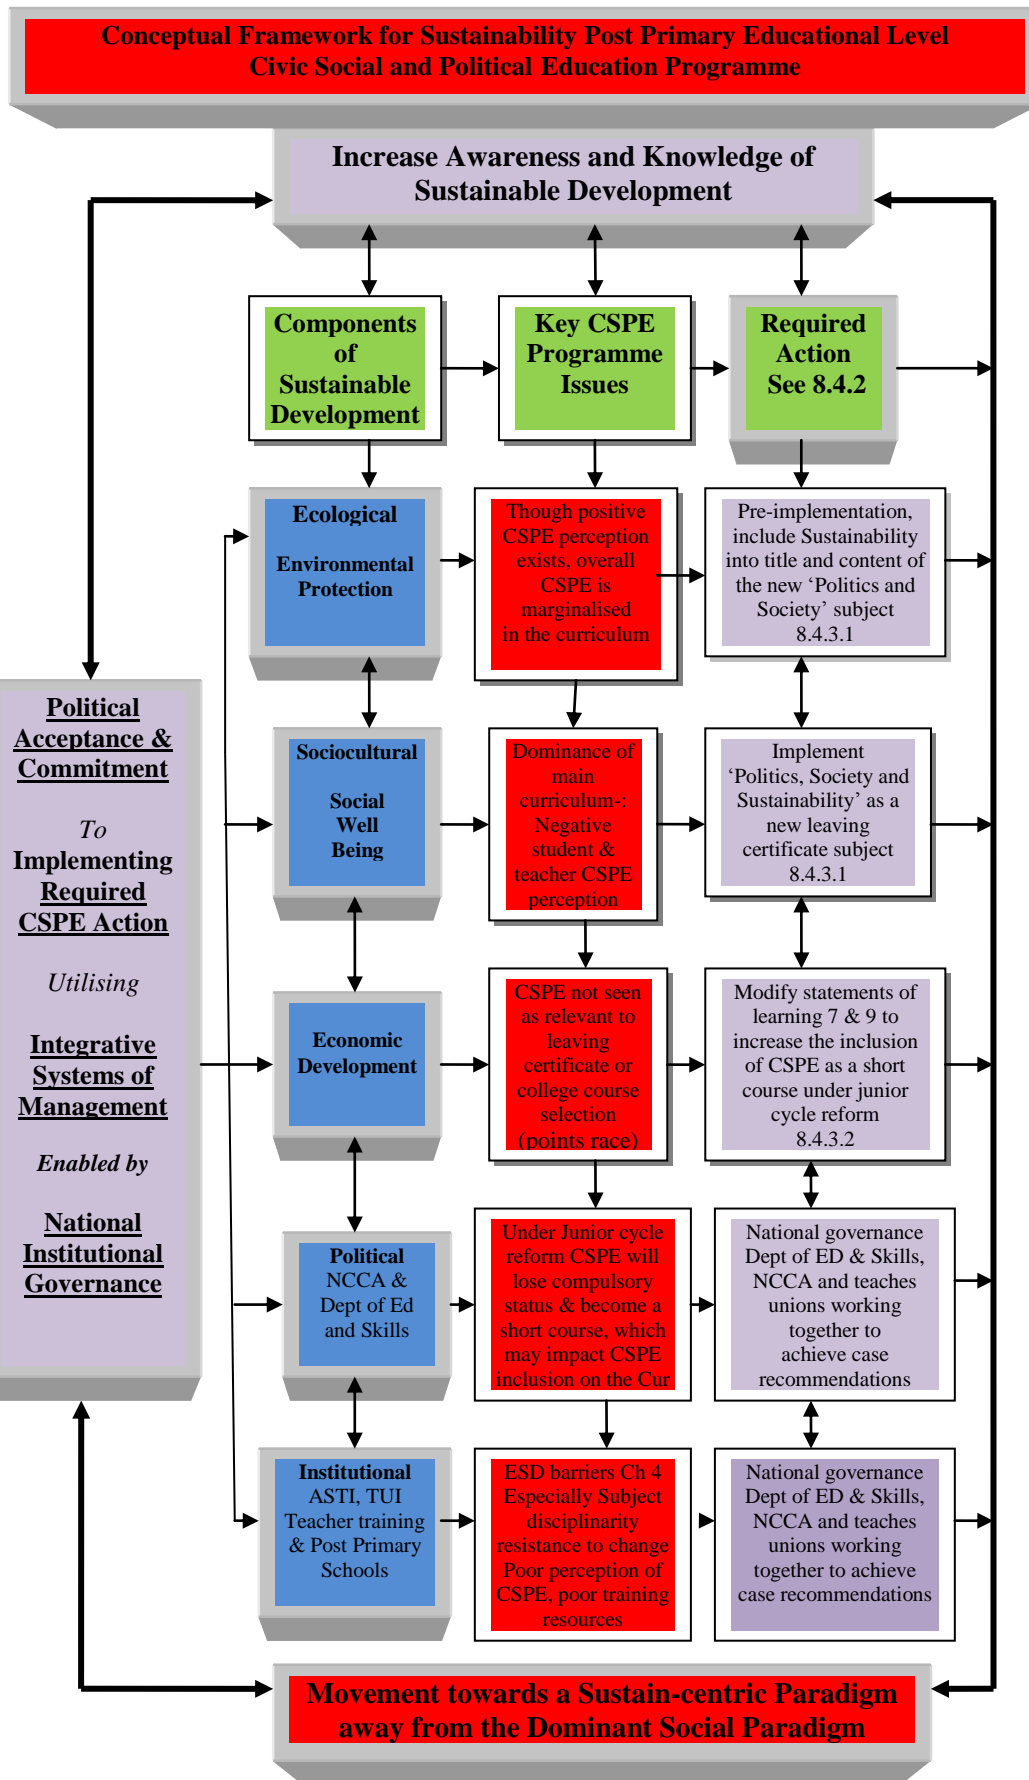 Conceptual Framework for Sustainability Post Primary Educational Level
Civic Social and Political Education Programme
Increase Awareness and Knowledge of
Sustainable Development
Components
of
Sustainable
Development
Key CSPE
Programme
Issues
Required
Action
See 8.4.2
Ecological
Environmental
Protection
Though positive
CSPE perception
exists, overall
CSPE is
marginalised
in the curriculum
Pre-implementation,
include Sustainability
into title and content of
the new ‘Politics and
Society’ subject
8.4.3.1
Political
Acceptance &
Commitment
To
Implementing
Required
CSPE Action
Utilising
Integrative
Systems of
Management
Enabled by
National
Institutional
Governance
Sociocultural
Social
Well
Being
Dominance of
main
curriculum-:
Negative
student &
teacher CSPE
perception
Implement
‘Politics, Society and
Sustainability’ as a
new leaving
certificate subject
8.4.3.1
Economic
Development
CSPE not seen
as relevant to
leaving
certificate or
college course
selection
(points race)
Modify statements of
learning 7 & 9 to
increase the inclusion
of CSPE as a short
course under junior
cycle reform
8.4.3.2
Political
NCCA &
Dept of Ed
and Skills
Under Junior cycle
reform CSPE will
lose compulsory
status & become a
short course, which
may impact CSPE
inclusion on the Cur
National governance
Dept of ED & Skills,
NCCA and teaches
unions working
together to
achieve case
recommendations
Institutional
ASTI, TUI
Teacher training
& Post Primary
Schools
ESD barriers Ch 4
Especially Subject
disciplinarity
resistance to change
Poor perception of
CSPE, poor training
resources
National governance
Dept of ED & Skills,
NCCA and teaches
unions working
together to achieve
case recommendations
Movement towards a Sustain-centric Paradigm
away from the Dominant Social Paradigm